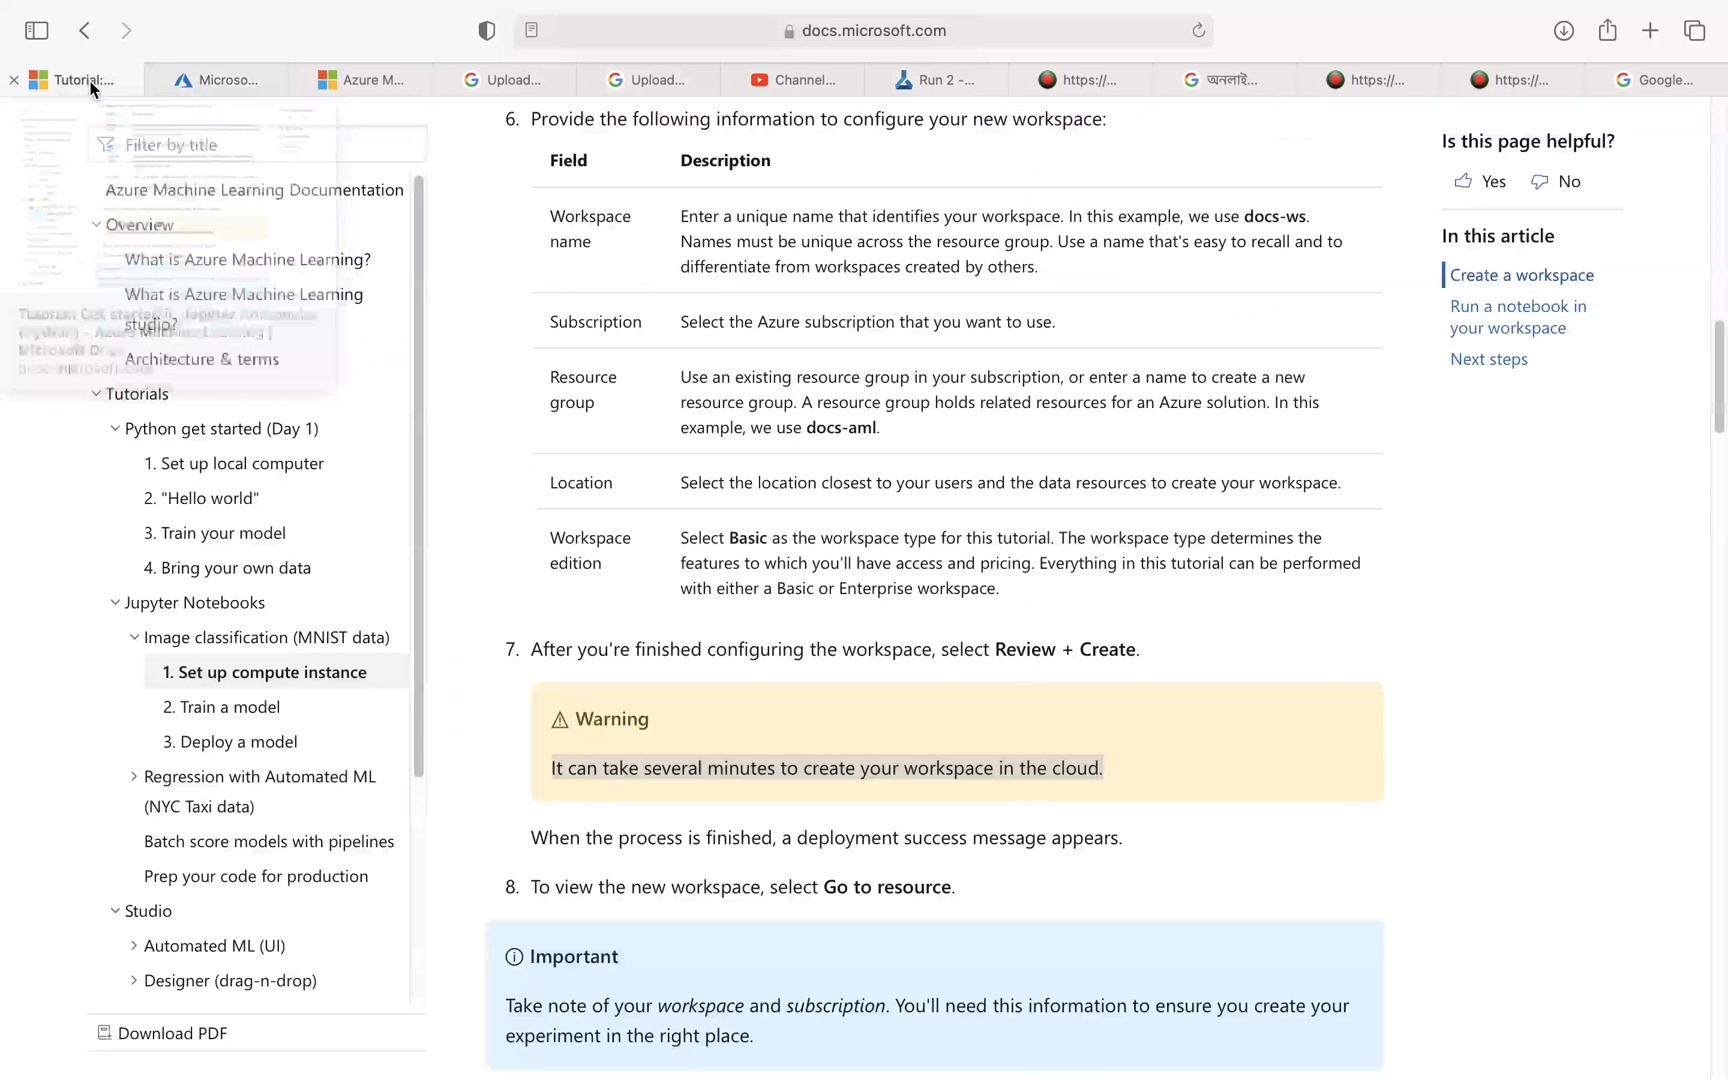 docs.microsoft.com
Tutorial:...
Microso...
Azure M...
Upload...
Upload...
Channel...
Run 2 -...
https://...
অনলাই...
https://...
https://...
Google...
Filter by title
Azure Machine Learning Documentation
Overview
What is Azure Machine Learning?
What is Azure Machine Learning
studio?
Architecture & terms
Tutorials
Python get started (Day 1)
1. Set up local computer
2. "Hello world"
3. Train your model
4. Bring your own data
Jupyter Notebooks
Image classification (MNIST data)
1. Set up compute instance
2. Train a model
3. Deploy a model
Regression with Automated ML
(NYC Taxi data)
Batch score models with pipelines
Prep your code for production
Studio
Automated ML (UI)
Designer (drag-n-drop)
Download PDF
6. Provide the following information to configure your new workspace:
Field Description
Workspace
name
Enter a unique name that identifies your workspace. In this example, we use docs-ws.
Names must be unique across the resource group. Use a name that's easy to recall and to
differentiate from workspaces created by others.
Subscription
Select the Azure subscription that you want to use.
Resource
group
Use an existing resource group in your subscription, or enter a name to create a new
resource group. A resource group holds related resources for an Azure solution. In this
example, we use docs-aml.
Location
Select the location closest to your users and the data resources to create your workspace.
Workspace
edition
Select Basic as the workspace type for this tutorial. The workspace type determines the
features to which you'll have access and pricing. Everything in this tutorial can be performed
with either a Basic or Enterprise workspace.
7. After you're finished configuring the workspace, select Review + Create.
Warning
It can take several minutes to create your workspace in the cloud.
When the process is finished, a deployment success message appears.
8. To view the new workspace, select Go to resource.
Important
Take note of your workspace and subscription. You'll need this information to ensure you create your
experiment in the right place.
Is this page helpful?
Yes No
In this article
Create a workspace
Run a notebook in
your workspace
Next steps